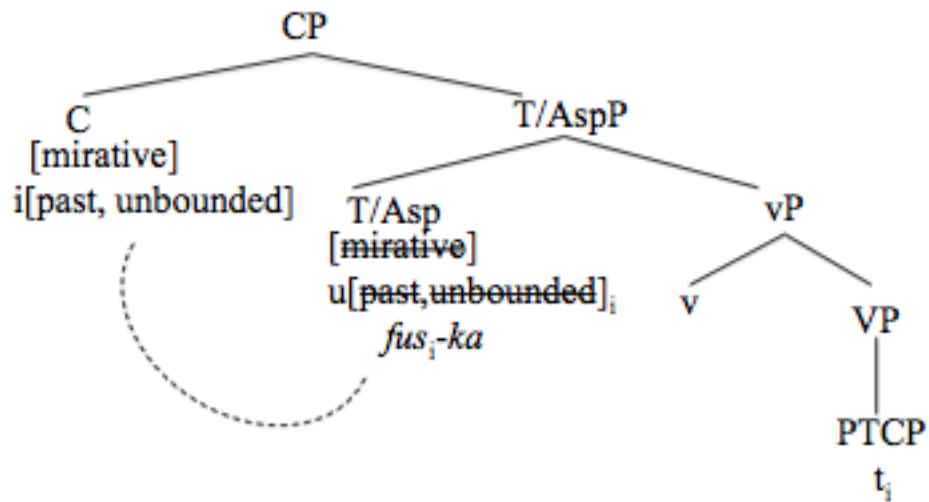 CP
C
[mirative]
i[past, unbounded]
T/AspP
T/Asp
[mirative]
u[past,unbounded]i
fusi-ka
vP
v
VP
PTCP
ti